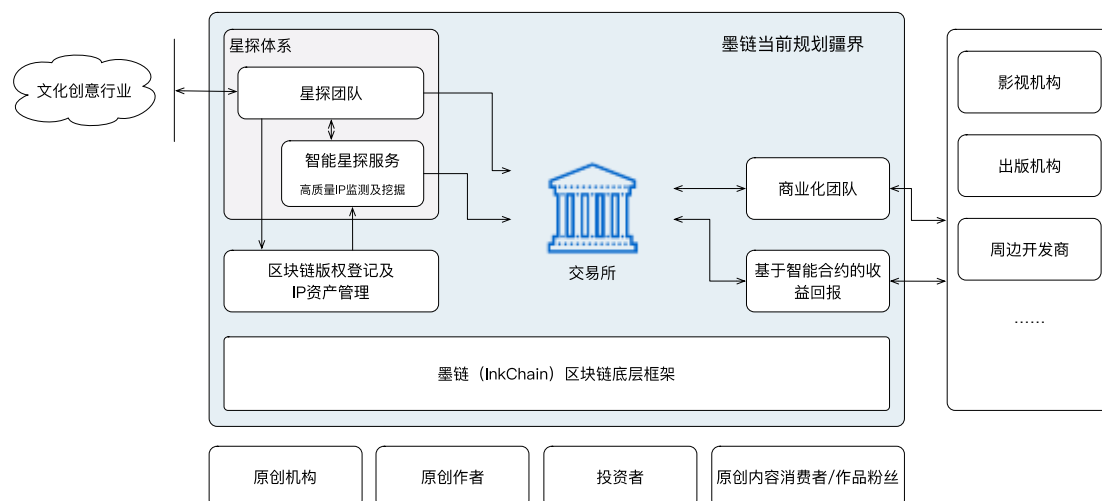 墨链当前规划疆界
星探体系
文化创意行业
星探团队
智能星探服务
高质量IP监测及挖掘
区块链版权登记及
IP资产管理
交易所
商业化团队
基于智能合约的收
益回报
影视机构
出版机构
周边开发商
……
墨链（InkChain）区块链底层框架
原创机构
原创作者
投资者
原创内容消费者/作品粉丝